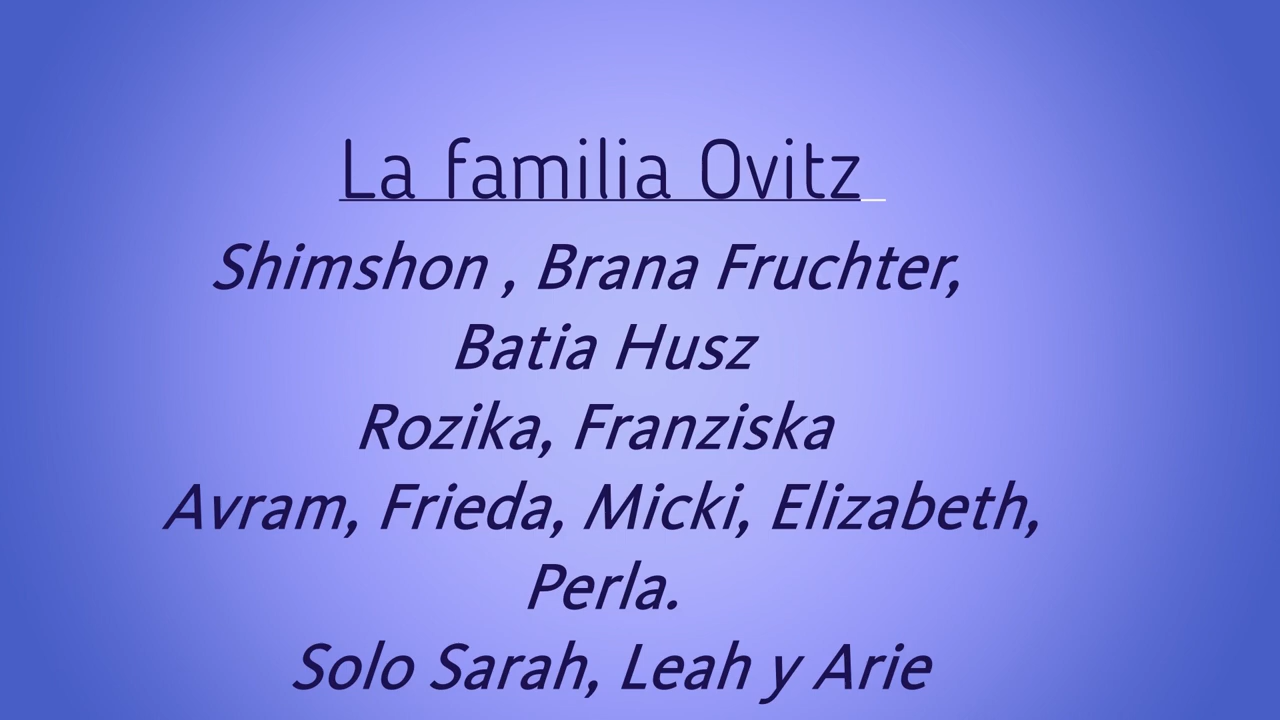 La familia Ovitz
Shimshon , Brana Fruchter,
Batia Husz
Rozika, Franziska
Avram, Frieda, Micki, Elizabeth,
Perla.
Solo Sarah, Leah y Arie